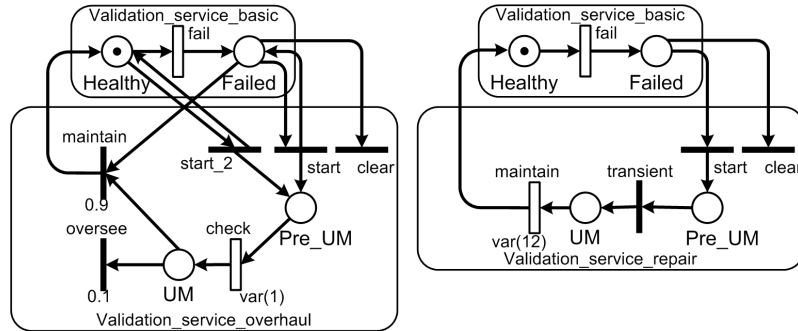 Validation_service_basic
fail
Healthy
Failed
maintain
start_2
start
clear
0.9
oversee
check
Pre_UM
0.1
UM
var(1)
Validation_service_overhaul
Validation_service_basic
fail
Healthy
Failed
maintain
transient
start
clear
var(12)
UM
Pre_UM
Validation_service_repair